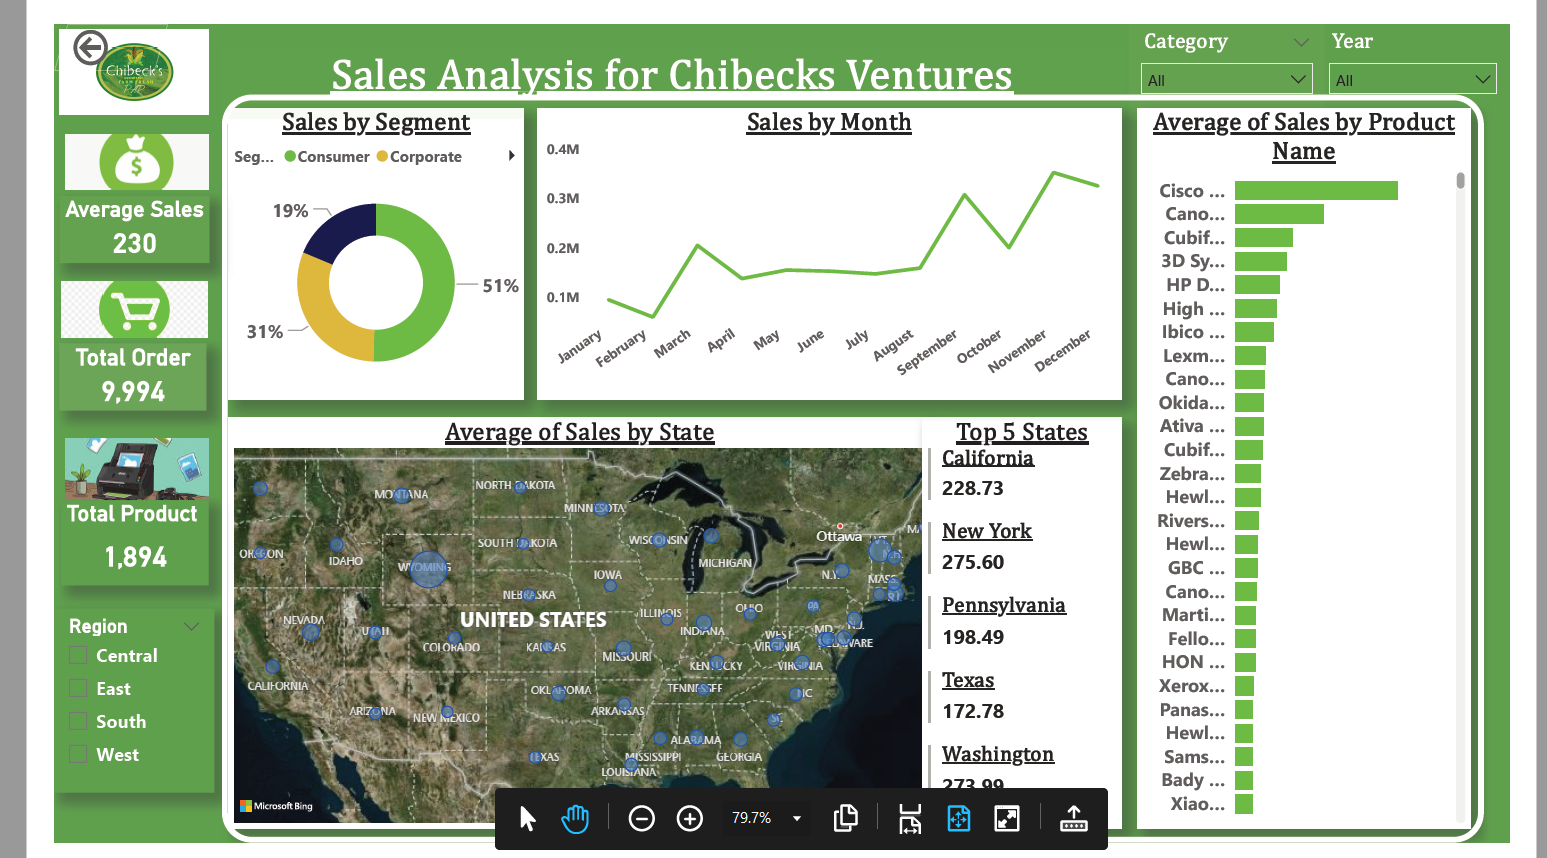 Chibeck's
Sales Analysis for Chibecks Ventures
Category
All
Year
All
Average Sales
230
Total Order
9,994
Total Product
1,894
Region
Central
East
South
West
Sales by Segment
Seg... Consumer Corporate
19%
51%
31%
Sales by Month
0.4M
0.3M
0.2M
0.1M
January
February
March
April
May
June
July
August
September
October
November
December
Average of Sales by State
MONTANA
NORTH DAKOTA
MINNESOTA
OREGON
IDAHO
WYOMING
SOUTH DAKOTA
WISCONSIN
MICHIGAN
Ottawa
VT.
N.H.
MA
N.Y.
MASS.
R.I.
IOWA
NEBRASKA
NEVADA
UTAH
COLORADO
UNITED STATES
KANSAS
ILLINOIS
INDIANA
OHIO
PA
N.J.
MD.
DELAWARE
WEST
VIRGINIA
VIRGINIA
MISSOURI
KENTUCKY
CALIFORNIA
ARIZONA
NEW MEXICO
OKLAHOMA
ARKANSAS
TENNESSEE
NC
SC
TEXAS
MISSISSIPPI
ALABAMA
GEORGIA
LOUISIANA
Microsoft Bing
Top 5 States
California
228.73
New York
275.60
Pennsylvania
198.49
Texas
172.78
Washington
273.99
Average of Sales by Product
Name
Cisco ...
Cano...
Cubif...
3D Sy...
HP D...
High ...
Ibico ...
Lexm...
Cano...
Okida...
Ativa ...
Cubif...
Zebra...
Hewl...
Rivers...
Hewl...
GBC ...
Cano...
Marti...
Fello...
HON ...
Xerox...
Panas...
Hewl...
Sams...
Bady ...
Xiao...
79.7%